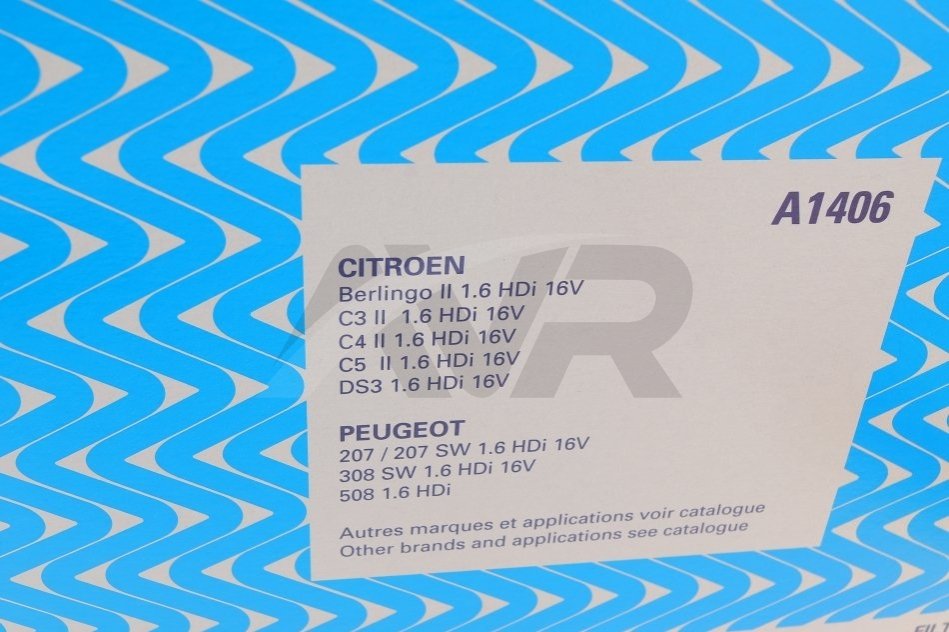 A1406
CITROEN
Berlingo II 1.6 HDi 16V
C3 II 1.6 HDi 16V
C4 II 1.6 HDi 16V
C5 II 1.6 HDi 16V
DS3 1.6 HDi 16V
PEUGEOT
207 / 207 SW 1.6 HDi 16V
308 SW 1.6 HDi 16V
508 1.6 HDi
Autres marques et applications voir catalogue
Other brands and applications see catalogue
AVR